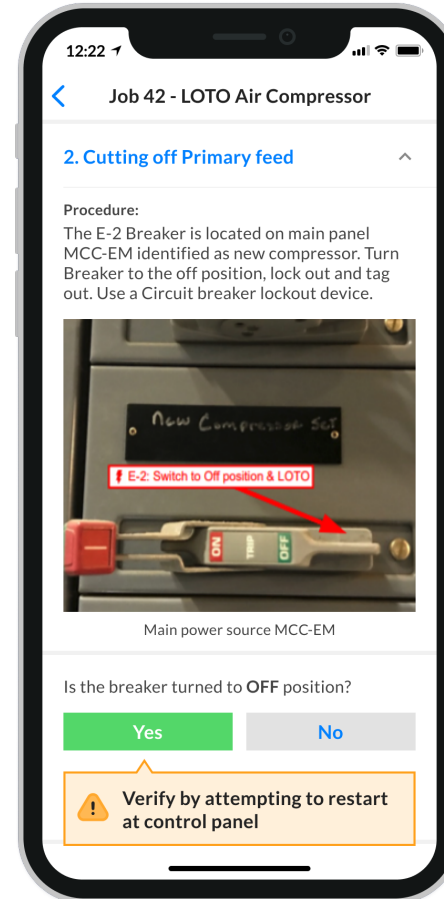 12:22
Job 42 - LOTO Air Compressor
2. Cutting off Primary feed
Procedure:
The E-2 Breaker is located on main panel
MCC-EM identified as new compressor. Turn
Breaker to the off position, lock out and tag
out. Use a Circuit breaker lockout device.
New Compressor Set
E-2: Switch to Off position & LOTO
ON TRIP OFF
Main power source MCC-EM
Is the breaker turned to OFF position?
Yes No
Verify by attempting to restart
at control panel